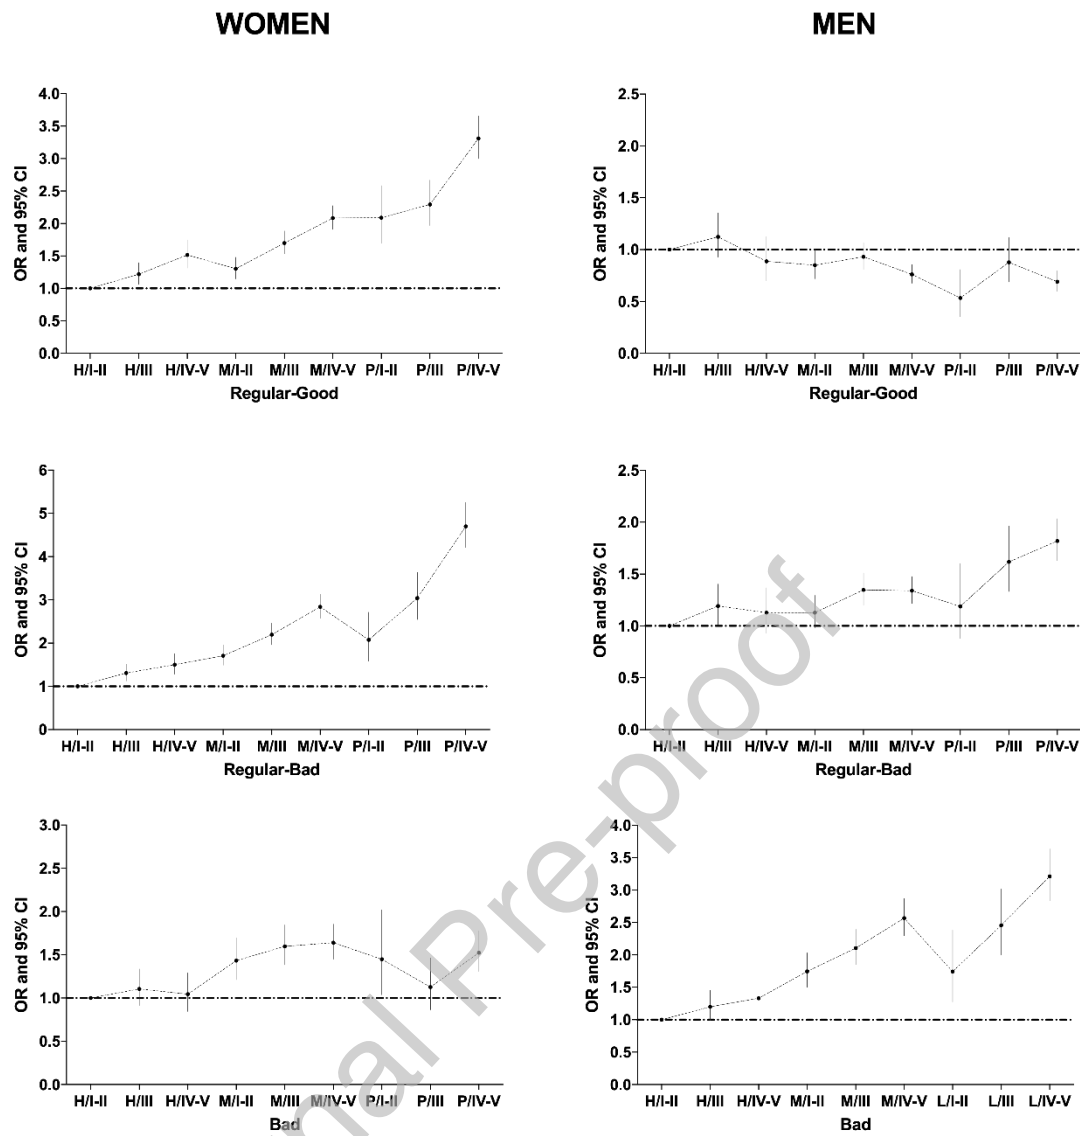 WOMEN
MEN
4.0
3.5
3.0
2.5
2.0
1.5
1.0
0.5
0.0
OR and 95% CI
H/I-II H/III H/IV-V M/I-II M/III M/IV-V P/I-II P/III P/IV-V
Regular-Good
2.5
2.0
1.5
1.0
0.5
0.0
OR and 95% CI
H/I-II H/III H/IV-V M/I-II M/III M/IV-V P/I-II P/III P/IV-V
Regular-Good
6
5
4
3
2
1
0
OR and 95% CI
H/I-II H/III H/IV-V M/I-II M/III M/IV-V P/I-II P/III P/IV-V
Regular-Bad
2.5
2.0
1.5
1.0
0.5
0.0
OR and 95% CI
H/I-II H/III H/IV-V M/I-II M/III M/IV-V P/I-II P/III P/IV-V
Regular-Bad
3.0
2.5
2.0
1.5
1.0
0.5
0.0
OR and 95% CI
H/I-II H/III H/IV-V M/I-II M/III M/IV-V P/I-II P/III P/IV-V
Bad
4.0
3.5
3.0
2.5
2.0
1.5
1.0
0.5
0.0
OR and 95% CI
H/I-II H/III H/IV-V M/I-II M/III M/IV-V L/I-II L/III L/IV-V
Bad
nal Pre-proof